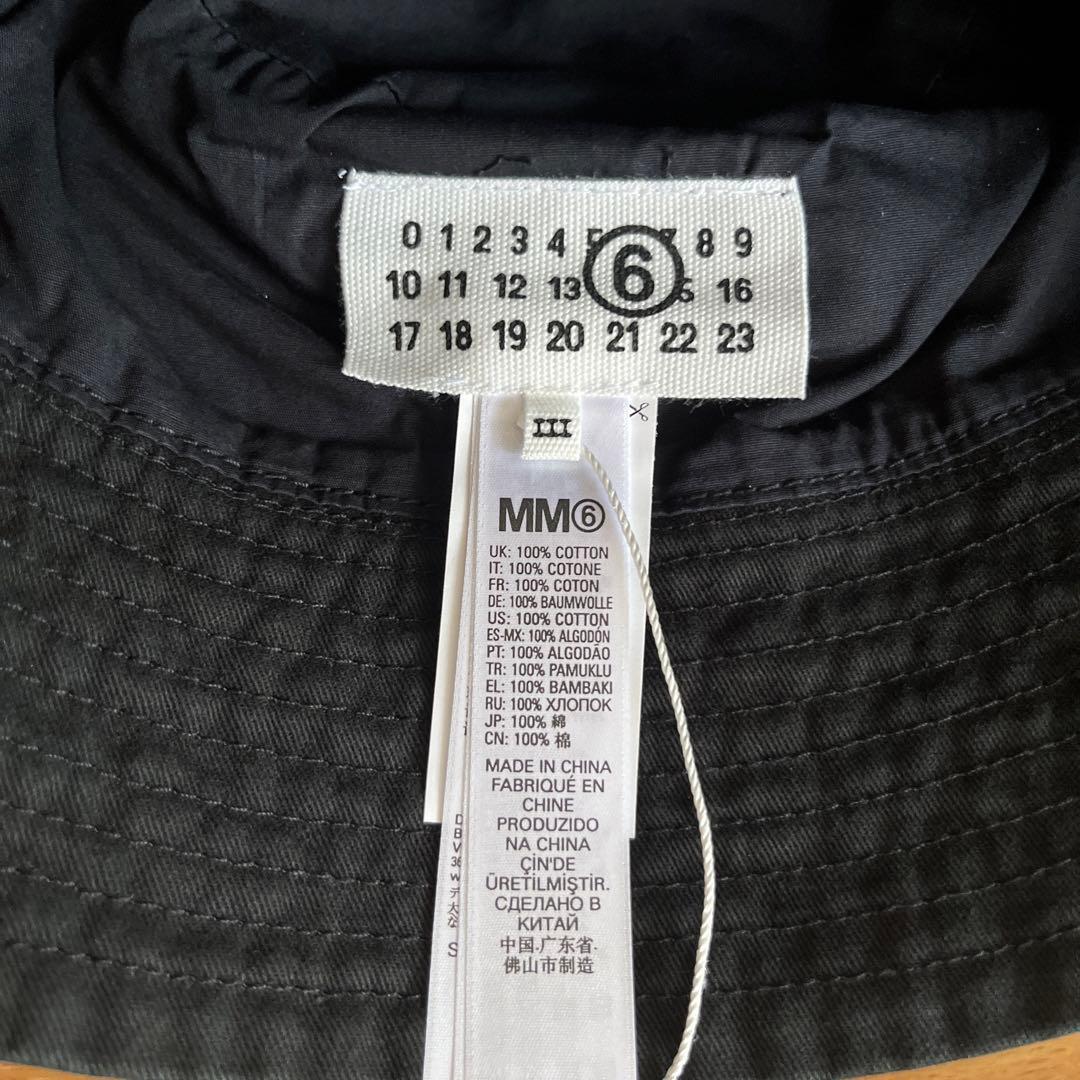 0 1 2 3 4 5 6 7 8 9
10 11 12 13 16
17 18 19 20 21 22 23
III
MM⑥
UK: 100% COTTON
IT: 100% COTONE
FR: 100% COTON
DE: 100% BAUMWOLLE
US: 100% COTTON
ES-MX: 100% ALGODÓN
PT: 100% ALGODÃO
TR: 100% PAMUKLU
EL: 100% BAMBAKI
RU: 100% ХЛОПОК
JP: 100% 綿
CN: 100% 棉
MADE IN CHINA
FABRIQUÉ EN
CHINE
PRODUZIDO
NA CHINA
ÇİN'DE
ÜRETİLMİŞTİR.
СДЕЛАНО В
КИТАЙ
中国.广东省.
佛山市制造